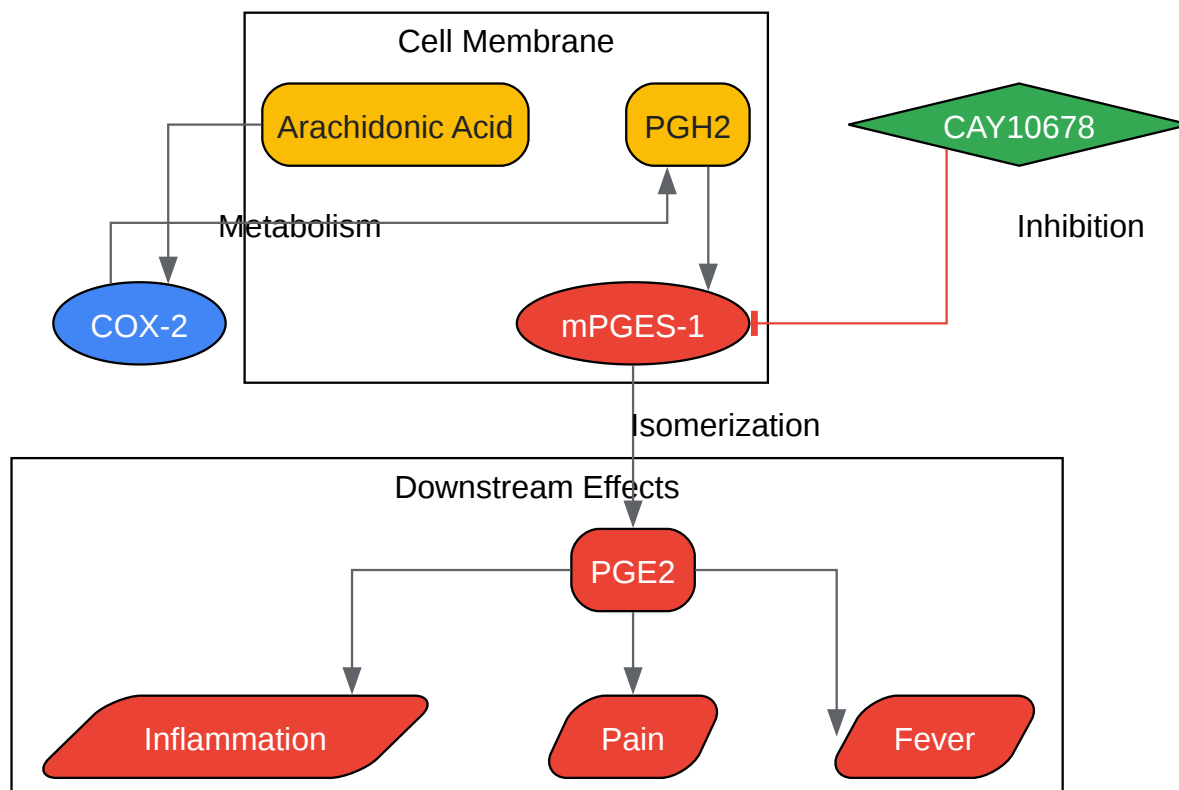 Cell Membrane
Arachidonic Acid
PGH2
CAY10678
Metabolism
Inhibition
COX-2
mPGES-1
Isomerization
Downstream Effects
PGE2
Inflammation
Pain
Fever